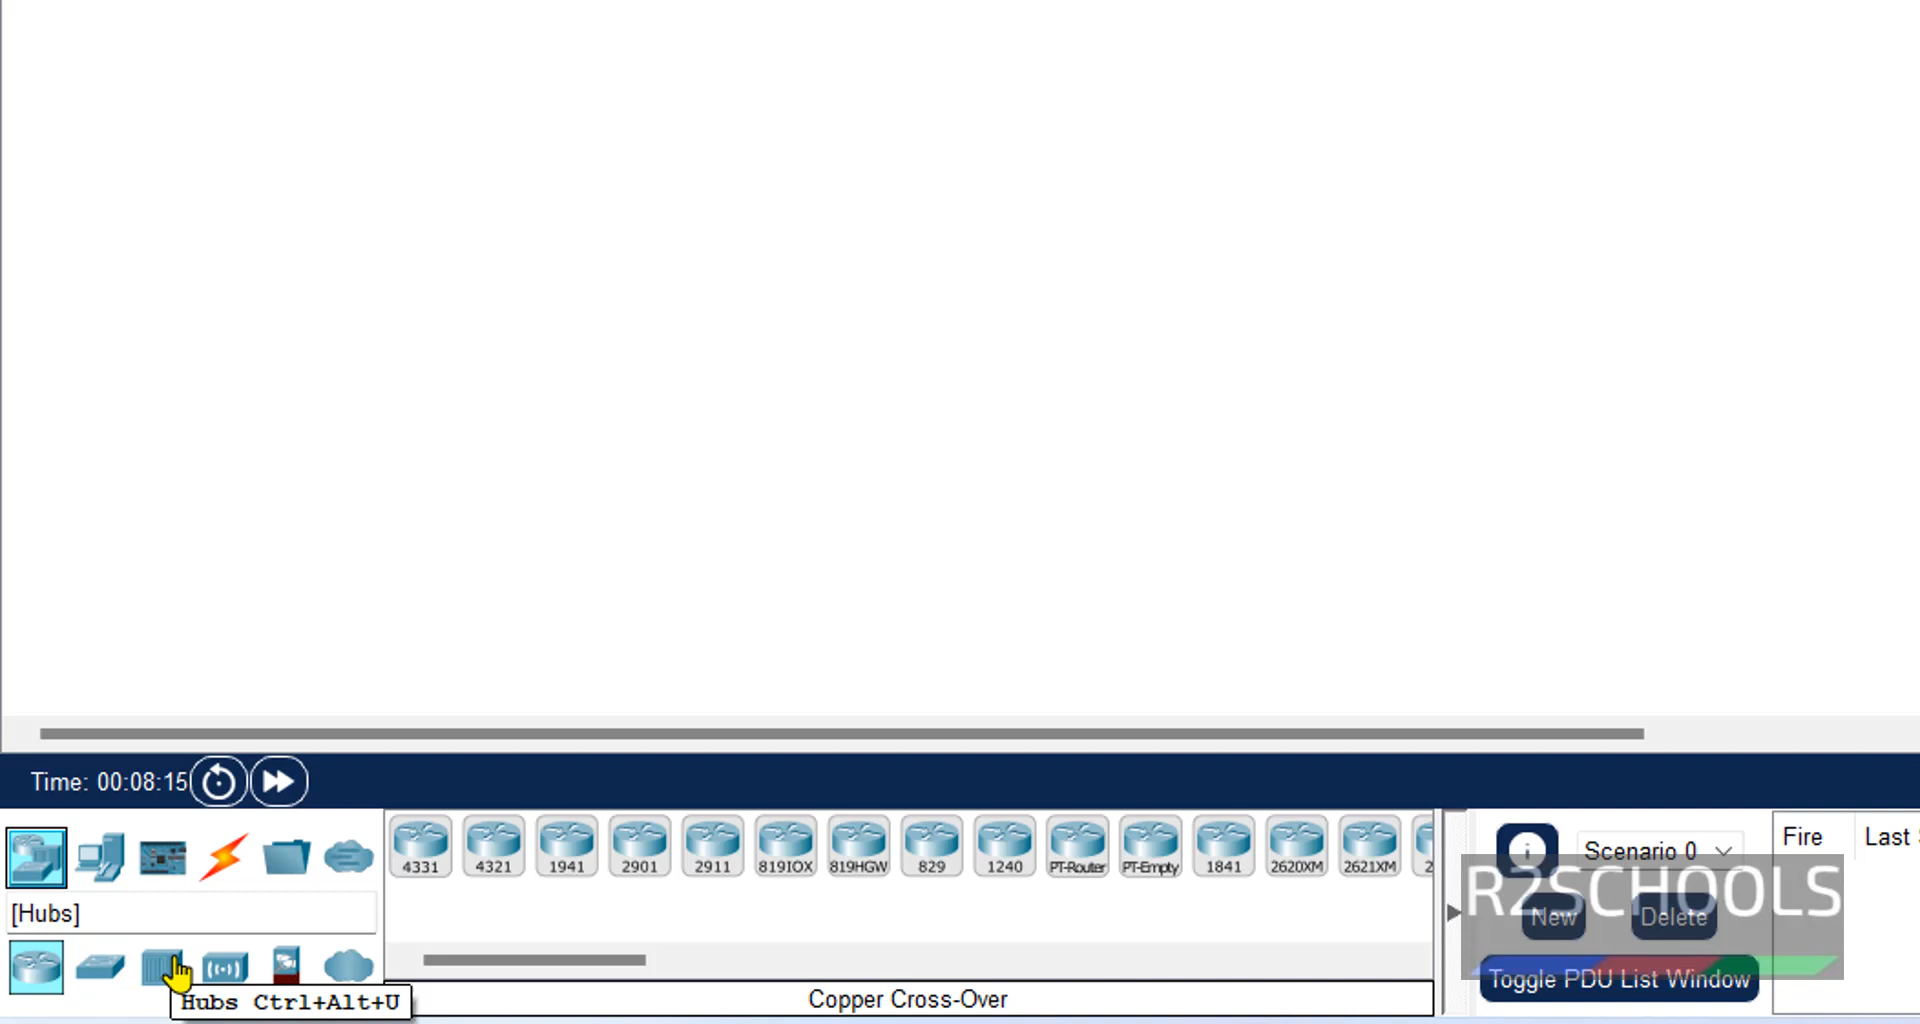 Time: 00:08:15
4331 4321 1941 2901 2911 819IOX 819HGW 829 1240 PT-Router PT-Empty 1841 2620XM 2621XM 2
[Hubs]
Hubs Ctrl+Alt+U
Copper Cross-Over
Scenario 0
Fire Last
R2SCHOOLS
New Delete
Toggle PDU List Window